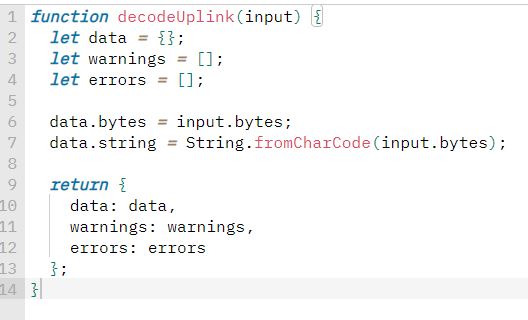 1 function decodeUplink(input) {
2   let data = {};
3   let warnings = [];
4   let errors = [];
5
6   data.bytes = input.bytes;
7   data.string = String.fromCharCode(input.bytes);
8
9   return {
10     data: data,
11     warnings: warnings,
12     errors: errors
13   };
14 }